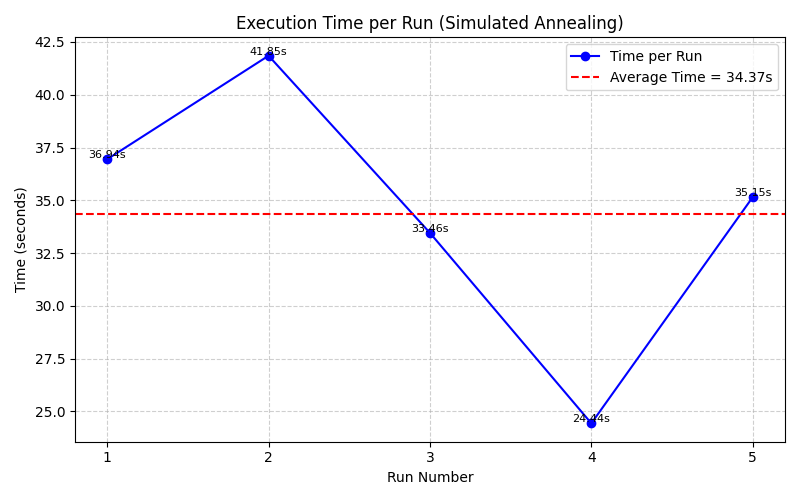 Execution Time per Run (Simulated Annealing)
Time per Run
Average Time = 34.37s
42.5
40.0
37.5
35.0
32.5
30.0
27.5
25.0
Time (seconds)
36.94s
41.85s
33.46s
24.44s
35.15s
1
2
3
4
5
Run Number